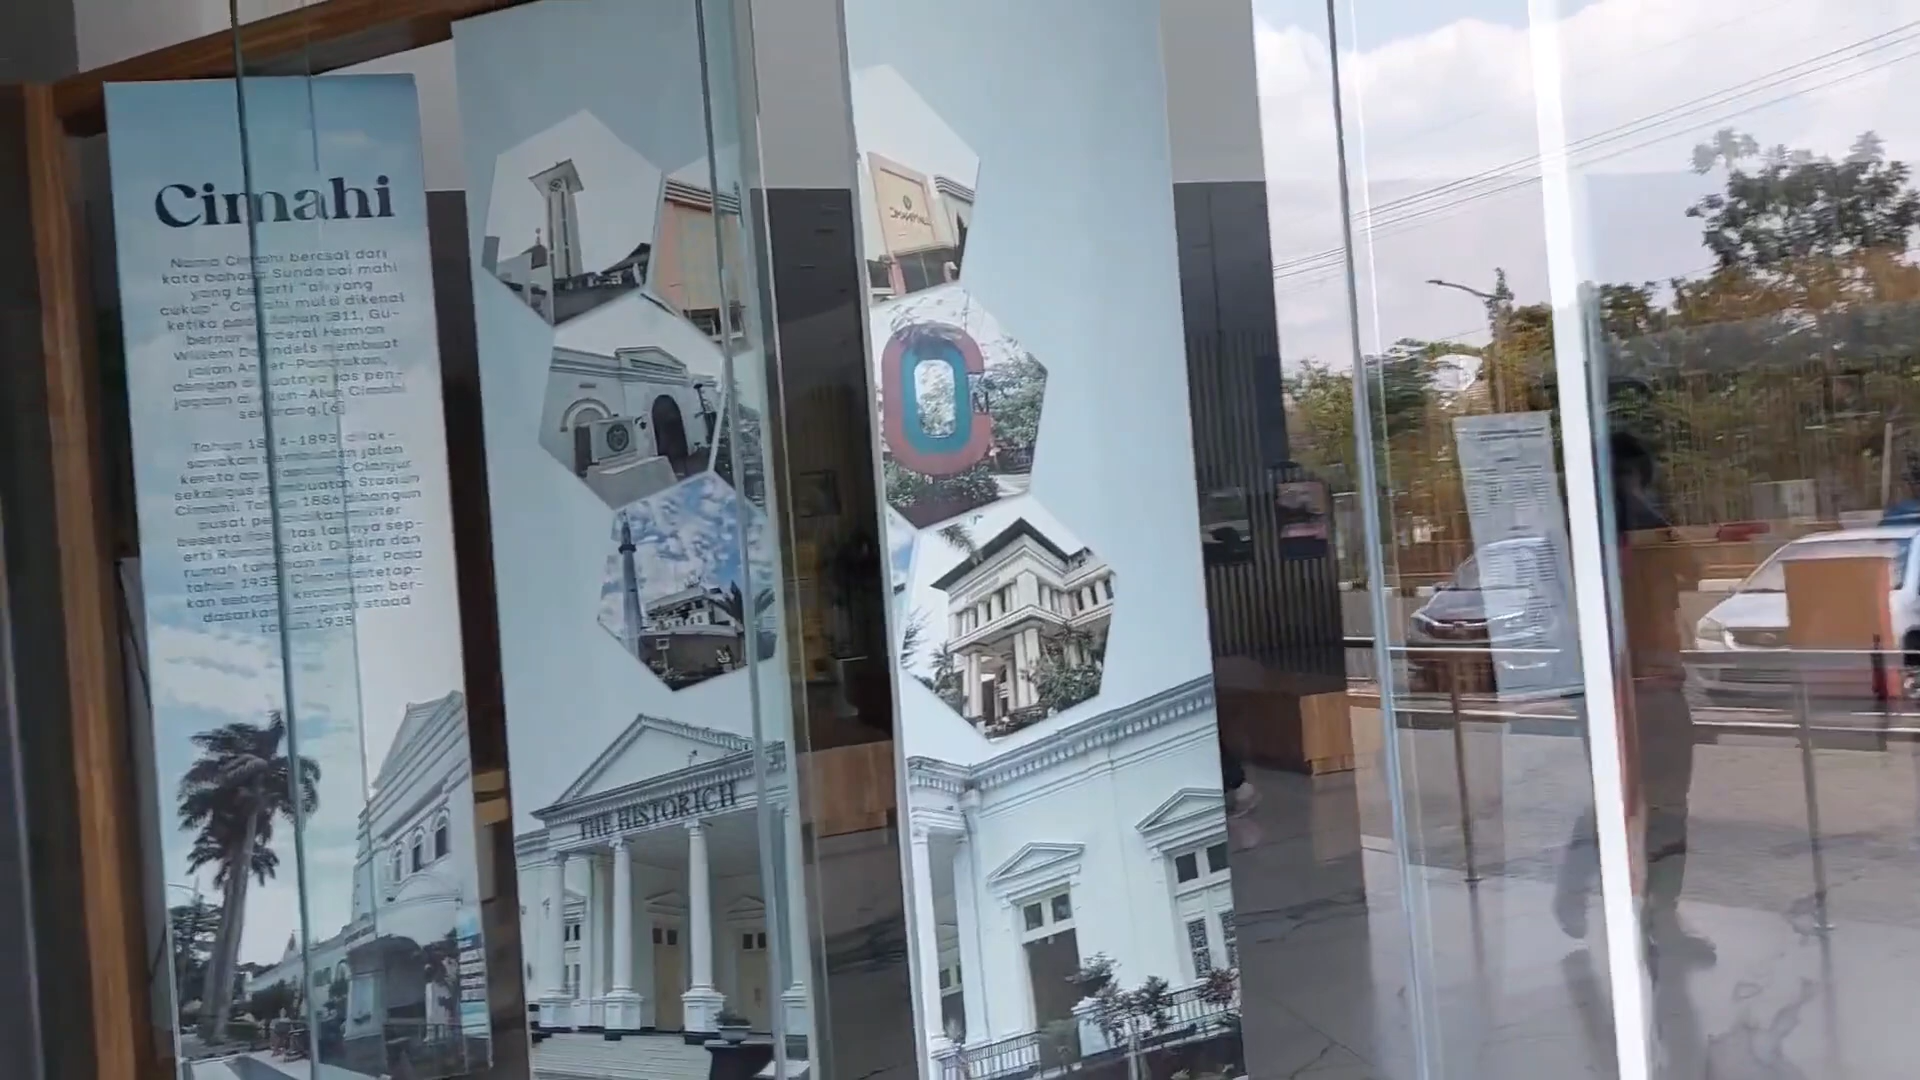 Cimahi
Nama Cimahi berasal dari
kata bahasa Sunda cai mahi
yang berarti "air yang
cukup" Cimahi mulai dikenal
ketika pada tahun 1811, Gu-
bernur Jenderal Herman
Willem Daendels membuat
jalan Anyer-Panarukan,
dengan dibuatnya pos pen-
jagaan di Alun-Alun Cimahi
sekarang.[6]
Tahun 1874-1893 dilak-
sanakan pembuatan jalan
kereta api Bandung-Cianjur
sekaligus pembuatan Stasiun
Cimahi. Tahun 1886 dibangun
pusat pendidikan militer
beserta fasilitas lainnya sep-
erti Rumah Sakit Dustira dan
rumah tahanan militer. Pada
tahun 1935, Cimahi ditetap-
kan sebagai kecamatan ber-
dasarkan lampiran staad
tahun 1935
THE HISTORICH